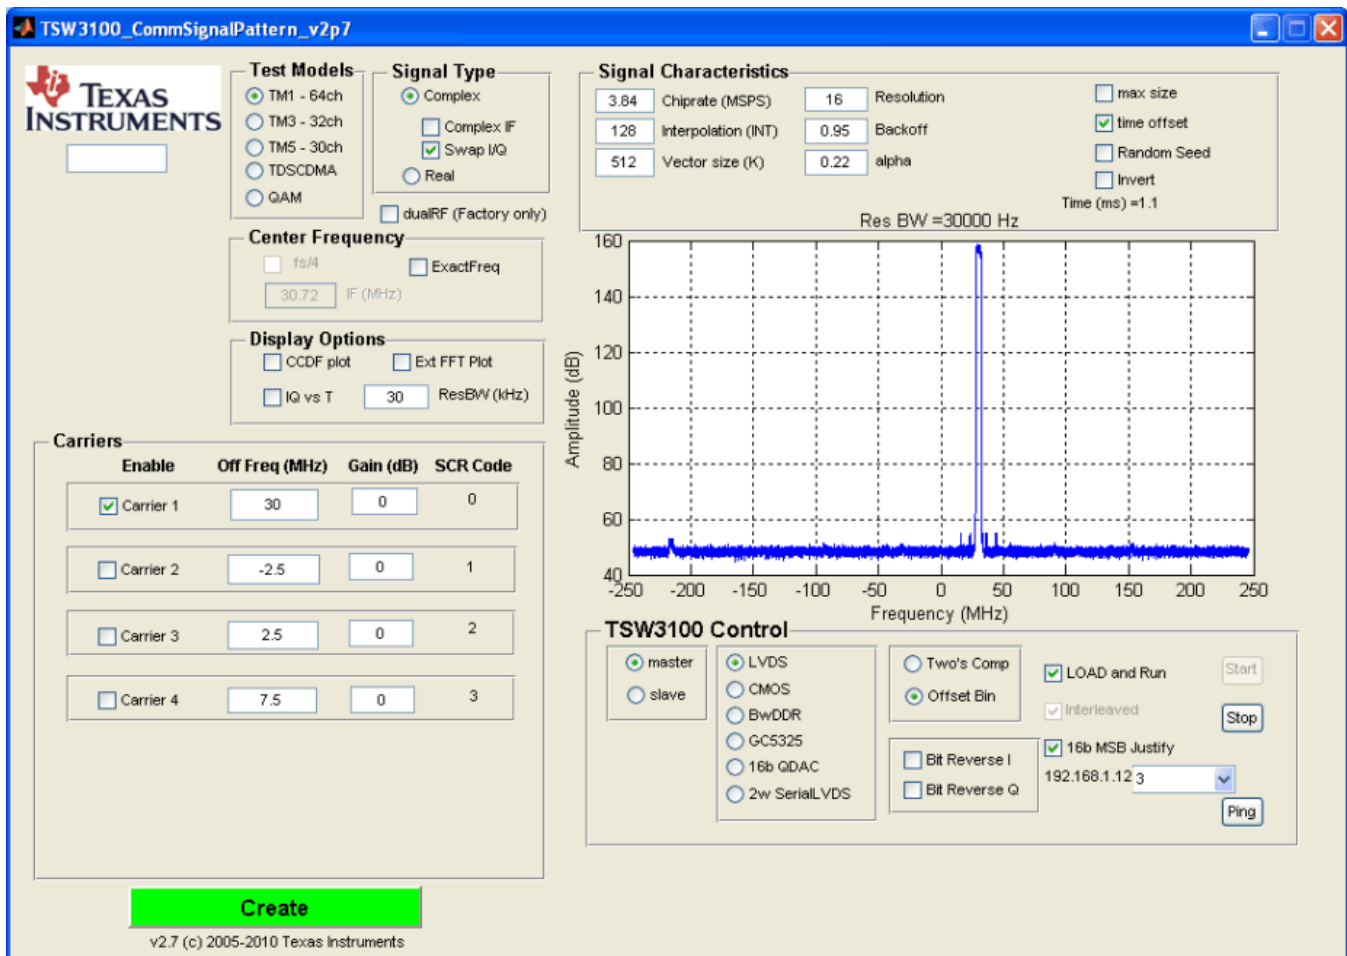 TSW3100_CommSignalPattern_v2p7
TEXAS
INSTRUMENTS
Test Models
TM1 - 64ch
TM3 - 32ch
TM5 - 30ch
TDSCDMA
QAM
Signal Type
Complex
Complex IF
Swap I/Q
Real
dualRF (Factory only)
Center Frequency
fs/4
ExactFreq
30.72 IF (MHz)
Display Options
CCDF plot
Ext FFT Plot
IQ vs T
30 ResBW (kHz)
Carriers
Enable Off Freq (MHz) Gain (dB) SCR Code
Carrier 1 30 0 0
Carrier 2 -2.5 0 1
Carrier 3 2.5 0 2
Carrier 4 7.5 0 3
Create
v2.7 (c) 2005-2010 Texas Instruments
Signal Characteristics
3.84 Chiprate (MSPS) 16 Resolution
128 Interpolation (INT) 0.95 Backoff
512 Vector size (K) 0.22 alpha
max size
time offset
Random Seed
Invert
Time (ms) =1.1
Res BW =30000 Hz
160
140
120
100
80
60
40
Amplitude (dB)
-250 -200 -150 -100 -50 0 50 100 150 200 250
Frequency (MHz)
TSW3100 Control
master
slave
LVDS
CMOS
BwDDR
GC5325
16b QDAC
2w SerialLVDS
Two's Comp
Offset Bin
Bit Reverse I
Bit Reverse Q
LOAD and Run
Interleaved
16b MSB Justify
192.168.1.12 3
Start
Stop
Ping